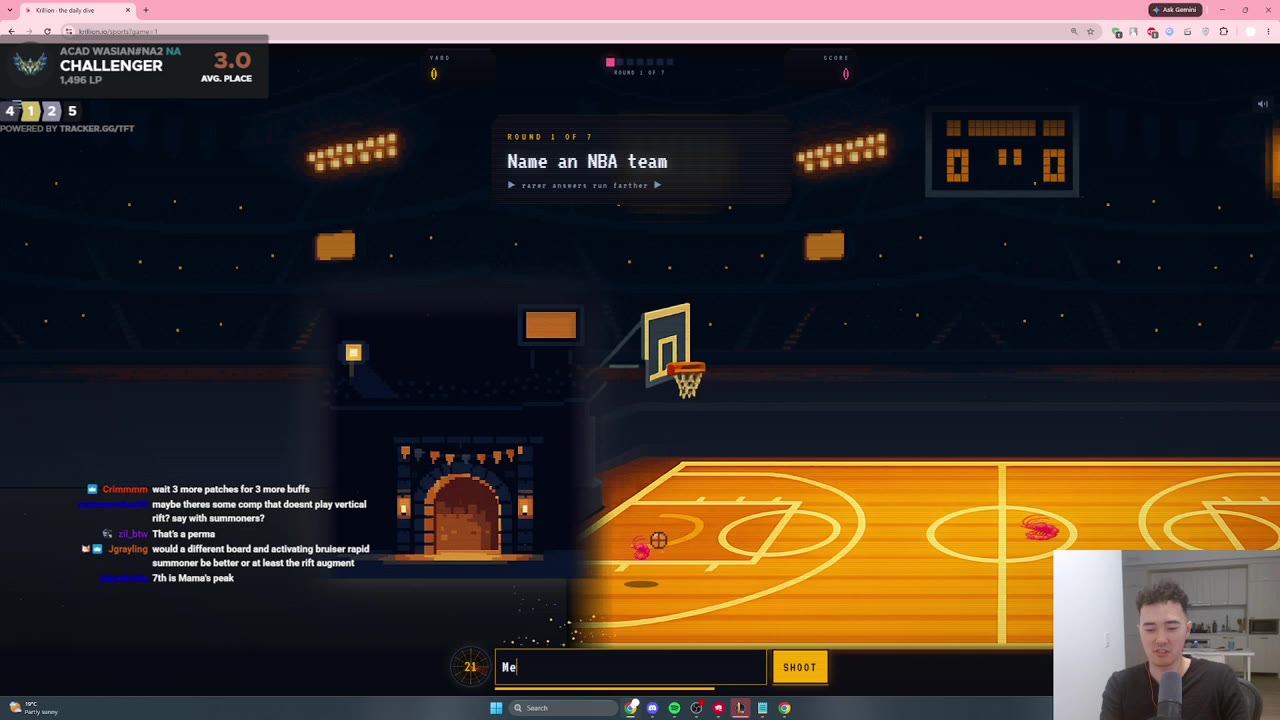 Krillion - the daily dive
Ask Gemini
krillion.io/sports?game=1
ACAD WASIAN#NA2 NA
CHALLENGER
1,496 LP
3.0
AVG. PLACE
4 1 2 5
POWERED BY TRACKER.GG/TFT
YARD
0
ROUND 1 OF 7
SCORE
0
ROUND 1 OF 7
Name an NBA team
▶ rarer answers run farther ▶
0 0
Crimmmm wait 3 more patches for 3 more buffs
maybe theres some comp that doesnt play vertical
rift? say with summoners?
zil_btw That's a perma
Jgrayling would a different board and activating bruiser rapid
summoner be better or at least the rift augment
7th is Mama's peak
21
Me
SHOOT
19°C
Partly sunny
Search